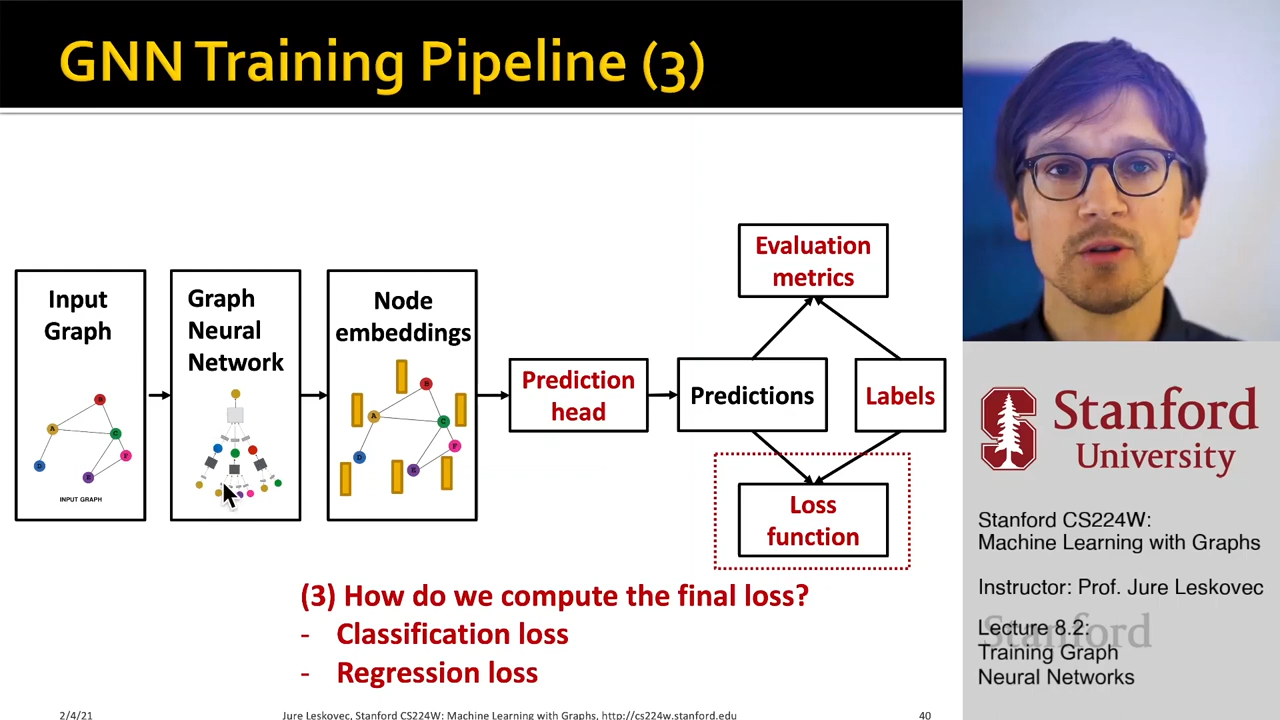 GNN Training Pipeline (3)
Input
Graph
A
B
C
D
E
F
INPUT GRAPH
Graph
Neural
Network
Node
embeddings
A
B
C
D
E
F
Prediction
head
Predictions
Labels
Evaluation
metrics
Loss
function
(3) How do we compute the final loss?
- Classification loss
- Regression loss
2/4/21
Jure Leskovec, Stanford CS224W: Machine Learning with Graphs, http://cs224w.stanford.edu
40
Stanford
University
Stanford CS224W:
Machine Learning with Graphs
Instructor: Prof. Jure Leskovec
Stanford
Lecture 8.2:
Training Graph
Neural Networks